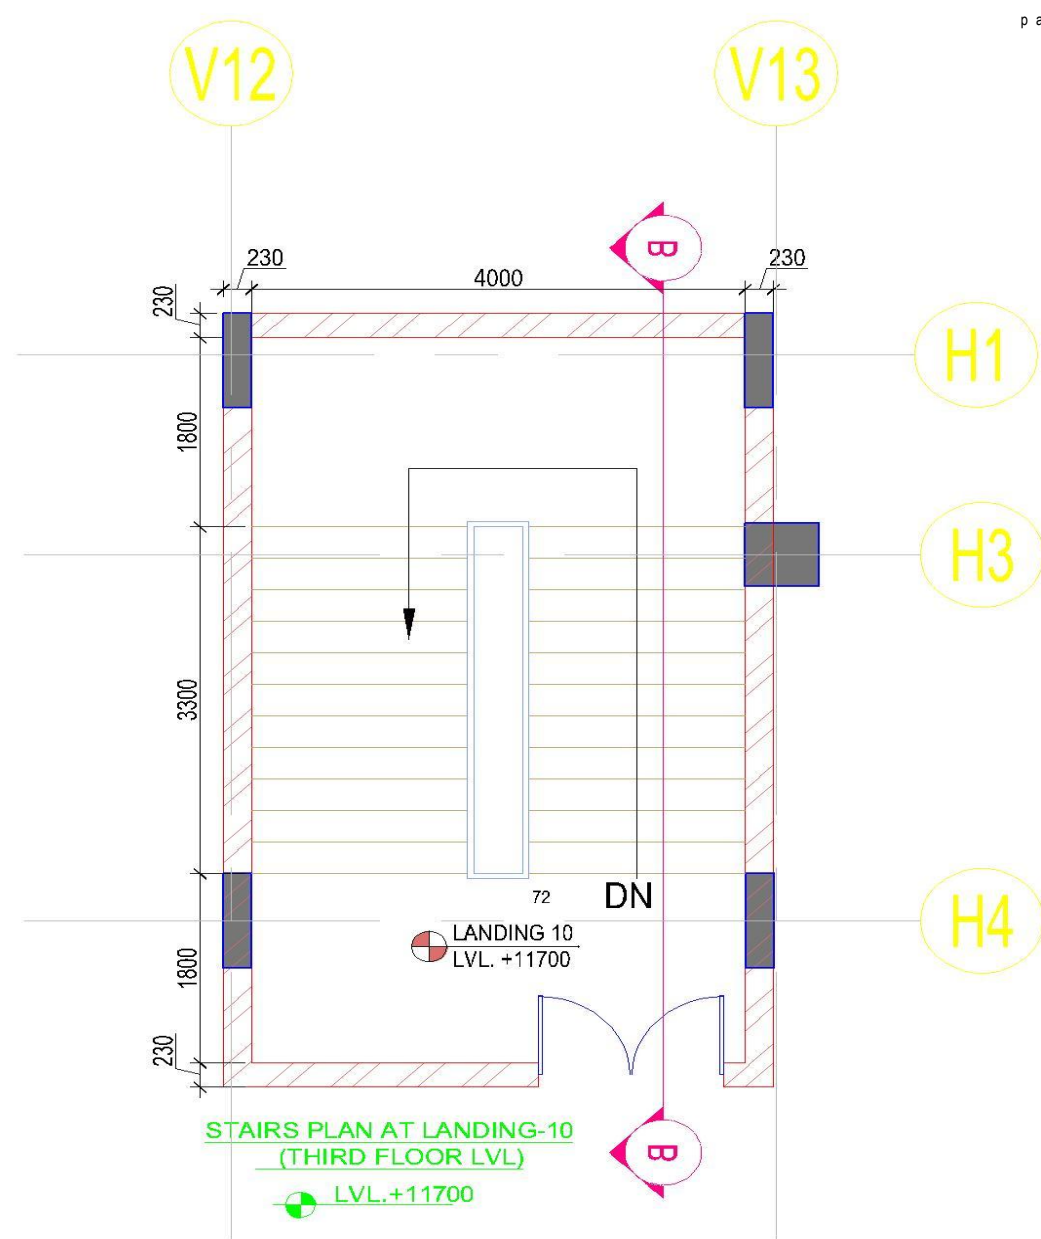 p a
V12
V13
B
230
4000
230
230
H1
1800
H3
3300
72
DN
H4
LANDING 10
LVL. +11700
1800
230
STAIRS PLAN AT LANDING-10
(THIRD FLOOR LVL)
B
LVL.+11700